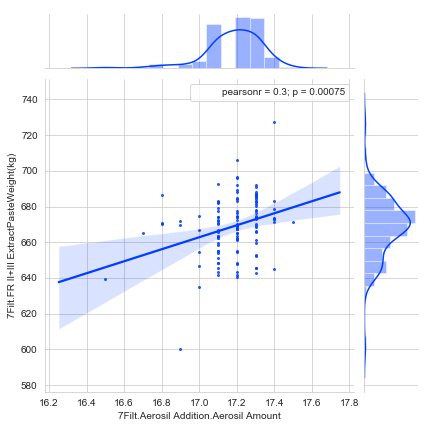 pearsonr = 0.3; p = 0.00075
740
720
700
680
660
640
620
600
580
7Filt.FR II+III ExtractPasteWeight(kg)
16.2 16.4 16.6 16.8 17.0 17.2 17.4 17.6 17.8
7Filt.Aerosil Addition.Aerosil Amount